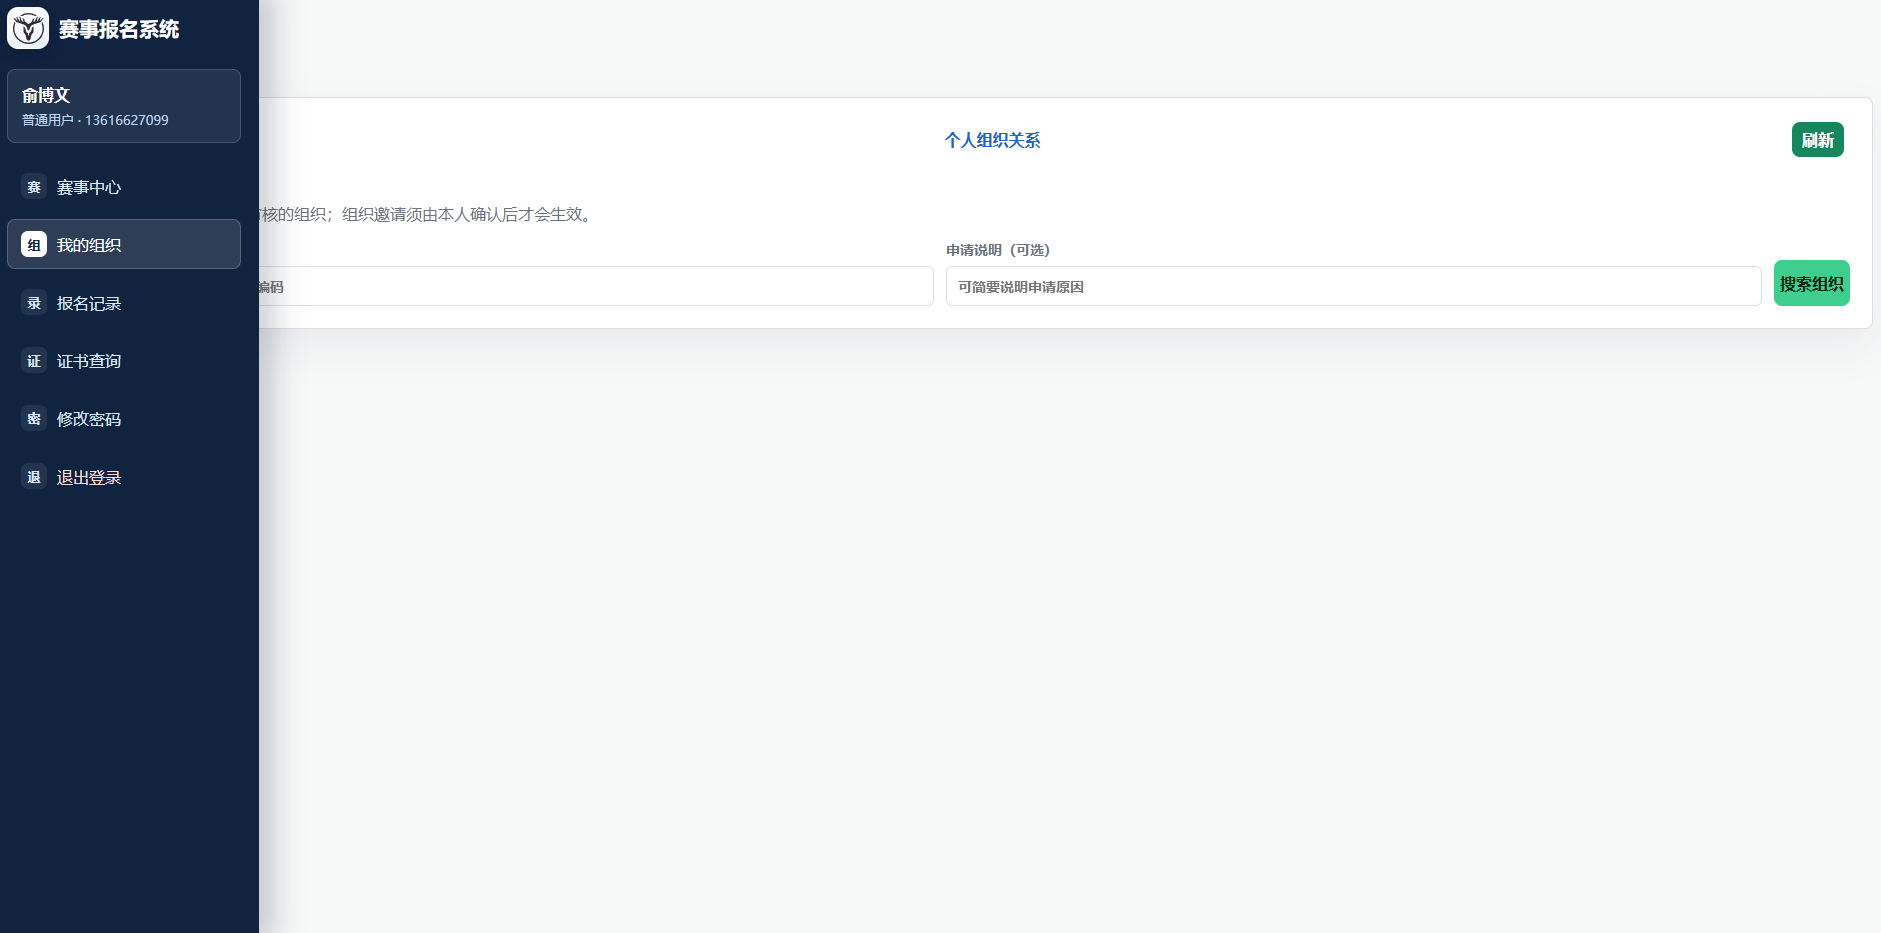 赛事报名系统
俞博文
普通用户 · 13616627099
赛 赛事中心
组 我的组织
录 报名记录
证 证书查询
密 修改密码
退 退出登录
个人组织关系
刷新
核的组织；组织邀请须由本人确认后才会生效。
申请说明（可选）
编码
可简要说明申请原因
搜索组织